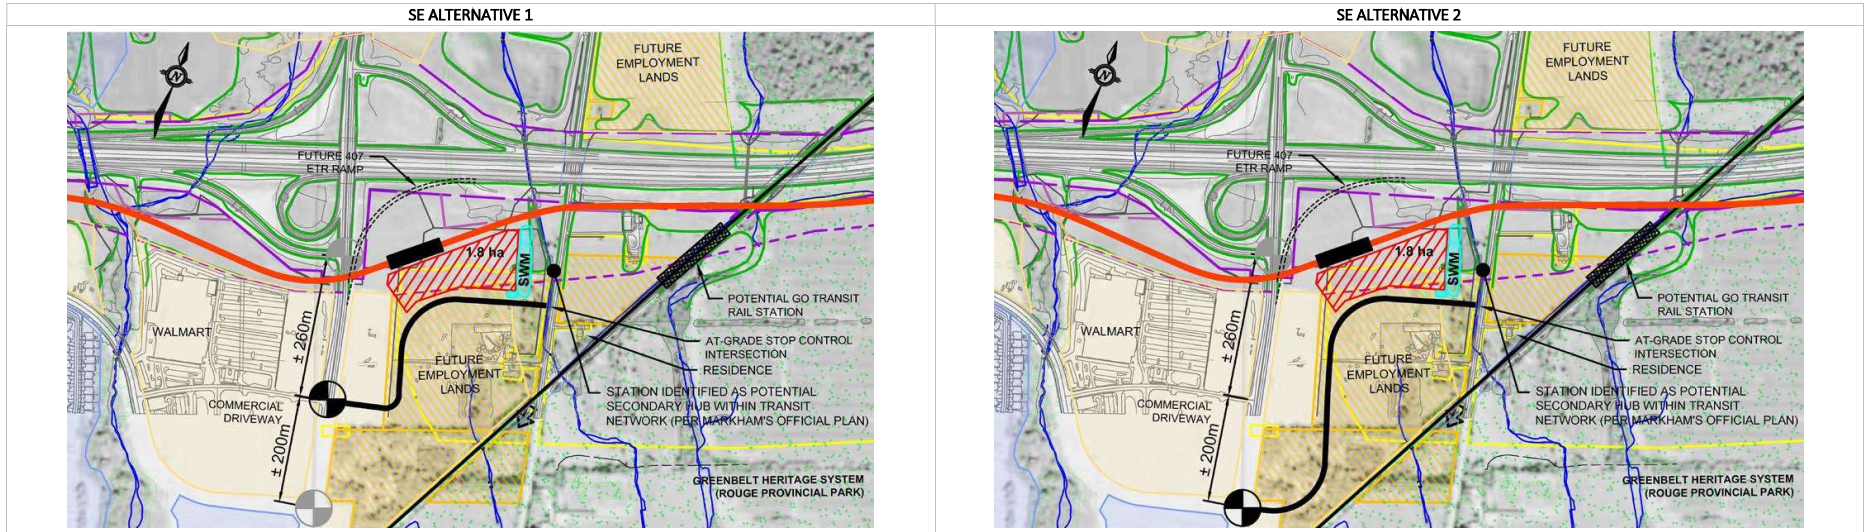 SE ALTERNATIVE 1
N
FUTURE
EMPLOYMENT
LANDS
FUTURE 407
ETR RAMP
1.8 ha
SWM
POTENTIAL GO TRANSIT
RAIL STATION
WALMART
± 260m
AT-GRADE STOP CONTROL
INTERSECTION
RESIDENCE
FUTURE
EMPLOYMENT
LANDS
STATION IDENTIFIED AS POTENTIAL
SECONDARY HUB WITHIN TRANSIT
NETWORK (PER MARKHAM'S OFFICIAL PLAN)
COMMERCIAL
DRIVEWAY
± 200m
GREENBELT HERITAGE SYSTEM
(ROUGE PROVINCIAL PARK)
SE ALTERNATIVE 2
N
FUTURE
EMPLOYMENT
LANDS
FUTURE 407
ETR RAMP
1.8 ha
SWM
POTENTIAL GO TRANSIT
RAIL STATION
WALMART
± 260m
AT-GRADE STOP CONTROL
INTERSECTION
RESIDENCE
FUTURE
EMPLOYMENT
LANDS
STATION IDENTIFIED AS POTENTIAL
SECONDARY HUB WITHIN TRANSIT
NETWORK (PER MARKHAM'S OFFICIAL PLAN)
COMMERCIAL
DRIVEWAY
± 200m
GREENBELT HERITAGE SYSTEM
(ROUGE PROVINCIAL PARK)